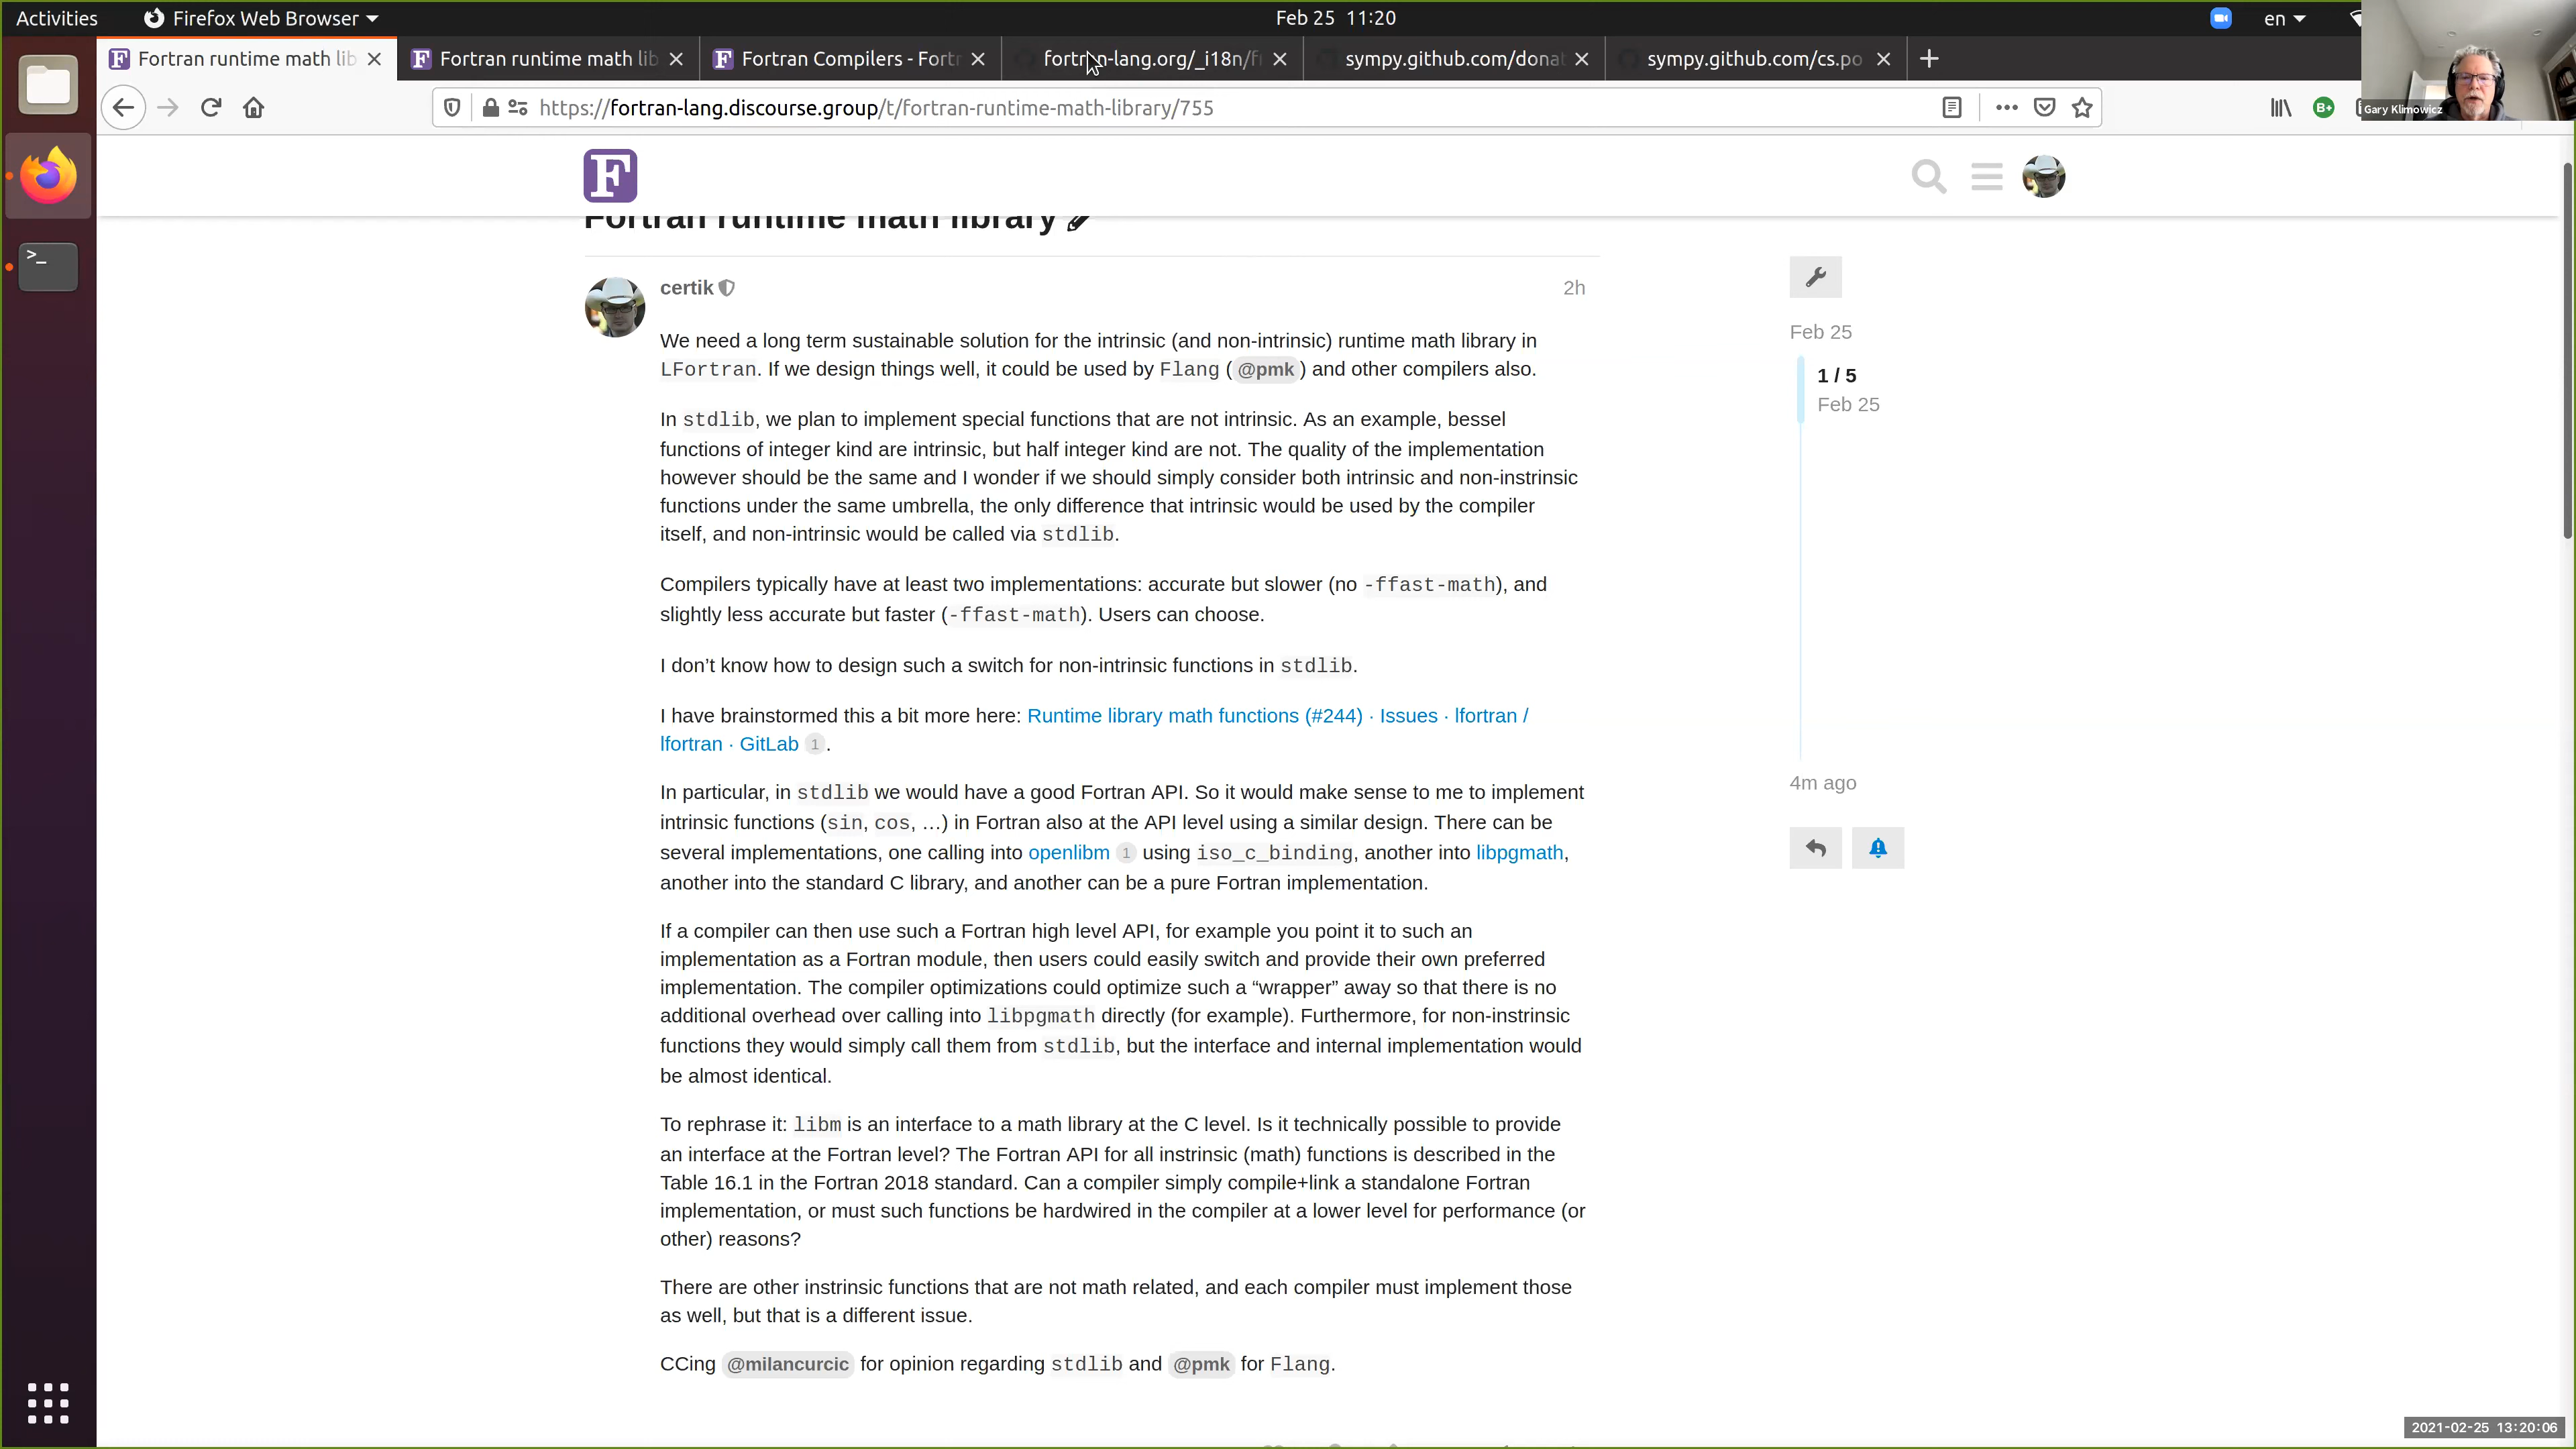 Activities
Firefox Web Browser
Feb 25 11:20
en
Fortran runtime math lib
Fortran runtime math lib
Fortran Compilers - Fortr
fortran-lang.org/_i18n/fr
sympy.github.com/donat
sympy.github.com/cs.po
https://fortran-lang.discourse.group/t/fortran-runtime-math-library/755
B+
Gary Klimowicz
F
Fortran runtime math library
certik
2h
We need a long term sustainable solution for the intrinsic (and non-intrinsic) runtime math library in
LFortran. If we design things well, it could be used by Flang (@pmk) and other compilers also.
In stdlib, we plan to implement special functions that are not intrinsic. As an example, bessel
functions of integer kind are intrinsic, but half integer kind are not. The quality of the implementation
however should be the same and I wonder if we should simply consider both intrinsic and non-instrinsic
functions under the same umbrella, the only difference that intrinsic would be used by the compiler
itself, and non-intrinsic would be called via stdlib.
Compilers typically have at least two implementations: accurate but slower (no -ffast-math), and
slightly less accurate but faster (-ffast-math). Users can choose.
I don’t know how to design such a switch for non-intrinsic functions in stdlib.
I have brainstormed this a bit more here: Runtime library math functions (#244) · Issues · lfortran /
lfortran · GitLab 1.
In particular, in stdlib we would have a good Fortran API. So it would make sense to me to implement
intrinsic functions (sin, cos, …) in Fortran also at the API level using a similar design. There can be
several implementations, one calling into openlibm 1 using iso_c_binding, another into libpgmath,
another into the standard C library, and another can be a pure Fortran implementation.
If a compiler can then use such a Fortran high level API, for example you point it to such an
implementation as a Fortran module, then users could easily switch and provide their own preferred
implementation. The compiler optimizations could optimize such a “wrapper” away so that there is no
additional overhead over calling into libpgmath directly (for example). Furthermore, for non-instrinsic
functions they would simply call them from stdlib, but the interface and internal implementation would
be almost identical.
To rephrase it: libm is an interface to a math library at the C level. Is it technically possible to provide
an interface at the Fortran level? The Fortran API for all instrinsic (math) functions is described in the
Table 16.1 in the Fortran 2018 standard. Can a compiler simply compile+link a standalone Fortran
implementation, or must such functions be hardwired in the compiler at a lower level for performance (or
other) reasons?
There are other instrinsic functions that are not math related, and each compiler must implement those
as well, but that is a different issue.
CCing @milancurcic for opinion regarding stdlib and @pmk for Flang.
Feb 25
1 / 5
Feb 25
4m ago
2021-02-25 13:20:06